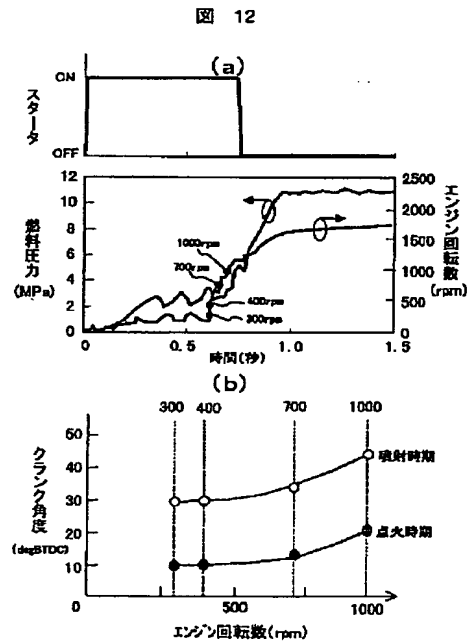 図 12
(a)
ON
スタータ
OFF
12
10
8
6
4
2
0
燃料圧力
(MPa)
2,500
2000
1500
1000
500
0
エンジン回転数
(rpm)
1000rpm
700rpm
400rpm
300rpm
0
0.5
1.0
1.5
時間(秒)
(b)
300 400 700 1000
50
40
30
20
10
クランク角度
(degBTDC)
噴射時期
点火時期
500
1000
エンジン回転数(rpm)